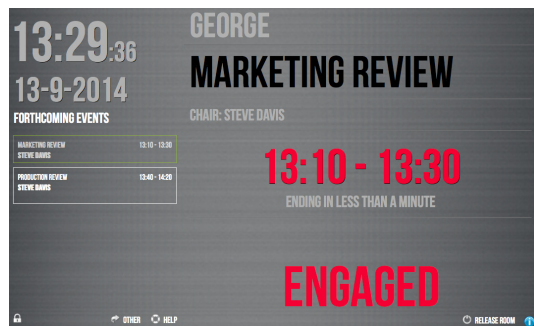 13:29:36
13-9-2014
FORTHCOMING EVENTS
MARKETING REVIEW 13:10 - 13:30
STEVE DAVIS
PRODUCTION REVIEW 13:40 - 14:20
STEVE DAVIS
OTHER HELP
GEORGE
MARKETING REVIEW
CHAIR: STEVE DAVIS
13:10 - 13:30
ENDING IN LESS THAN A MINUTE
ENGAGED
RELEASE ROOM